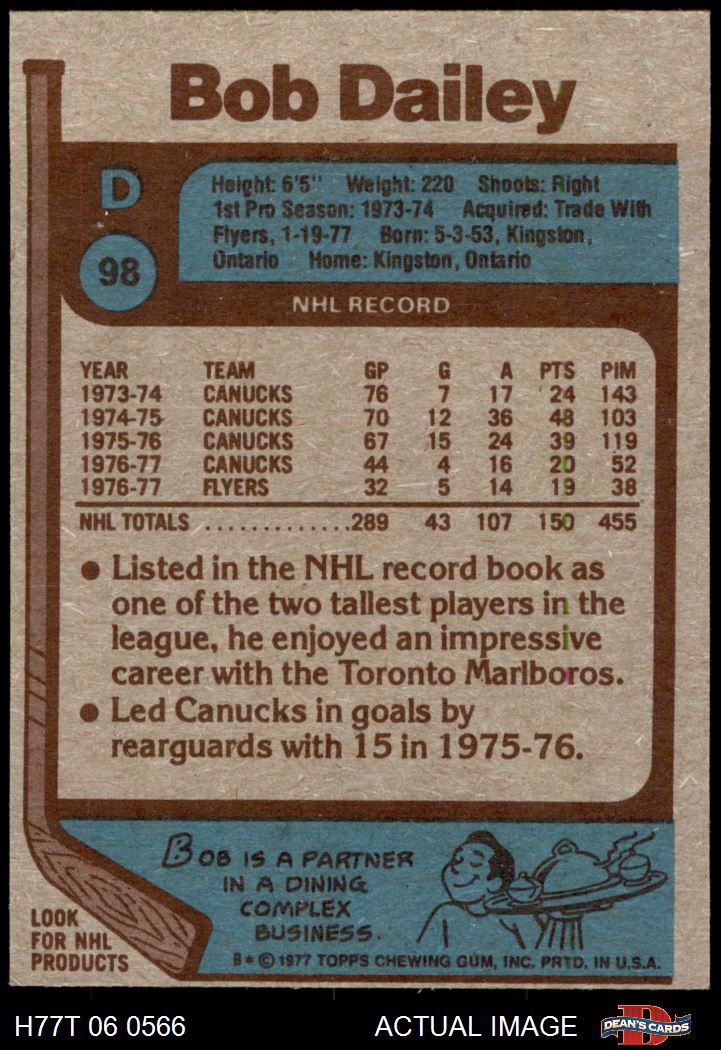 Bob Dailey
D
98
Height: 6'5" Weight: 220 Shoots: Right
1st Pro Season: 1973-74 Acquired: Trade With
Flyers, 1-19-77 Born: 5-3-53, Kingston,
Ontario Home: Kingston, Ontario
NHL RECORD
YEAR TEAM GP G A PTS PIM
1973-74 CANUCKS 76 7 17 24 143
1974-75 CANUCKS 70 12 36 48 103
1975-76 CANUCKS 67 15 24 39 119
1976-77 CANUCKS 44 4 16 20 52
1976-77 FLYERS 32 5 14 19 38
NHL TOTALS .............289 43 107 150 455
● Listed in the NHL record book as
one of the two tallest players in the
league, he enjoyed an impressive
career with the Toronto Marlboros.
● Led Canucks in goals by
rearguards with 15 in 1975-76.
BOB IS A PARTNER
IN A DINING
COMPLEX
BUSINESS.
LOOK
FOR NHL
PRODUCTS
B*© 1977 TOPPS CHEWING GUM, INC. PRTD. IN U.S.A.
H77T 06 0566 ACTUAL IMAGE
D
DEAN'S CARDS